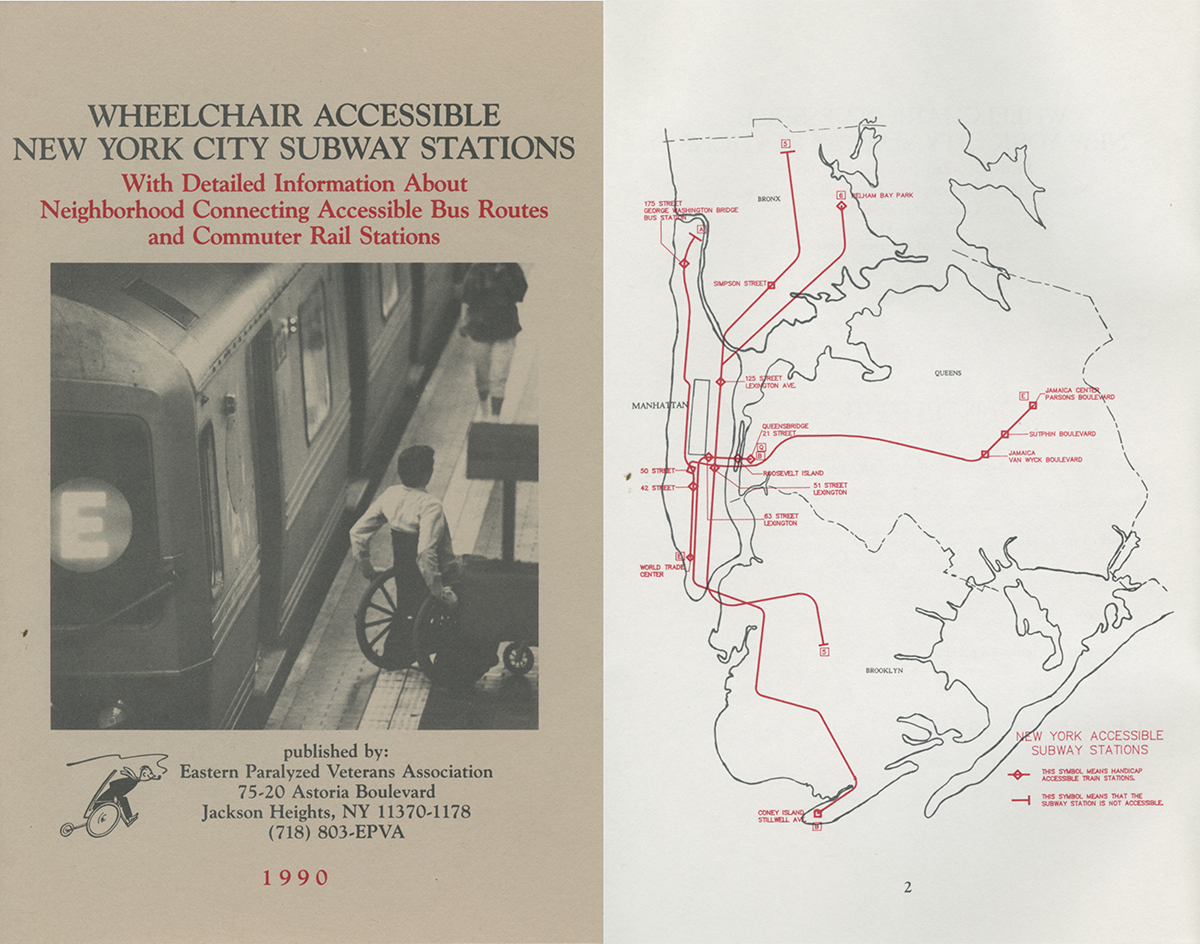 WHEELCHAIR ACCESSIBLE
NEW YORK CITY SUBWAY STATIONS
With Detailed Information About
Neighborhood Connecting Accessible Bus Routes
and Commuter Rail Stations
E
16
published by:
Eastern Paralyzed Veterans Association
75-20 Astoria Boulevard
Jackson Heights, NY 11370-1178
(718) 803-EPVA
1990
5
6 PELHAM BAY PARK
BRONX
175 STREET
GEORGE WASHINGTON BRIDGE
BUS STATION
A
SIMPSON STREET
125 STREET
LEXINGTON AVE.
QUEENS
MANHATTAN
E
JAMAICA CENTER
PARSONS BOULEVARD
QUEENSBRIDGE
21 STREET
Q
B
SUTPHIN BOULEVARD
JAMAICA
VAN WYCK BOULEVARD
50 STREET
ROOSEVELT ISLAND
42 STREET
51 STREET
LEXINGTON
63 STREET
LEXINGTON
E
WORLD TRADE
CENTER
5
BROOKLYN
NEW YORK ACCESSIBLE
SUBWAY STATIONS
THIS SYMBOL MEANS HANDICAP
ACCESSIBLE TRAIN STATIONS.
THIS SYMBOL MEANS THAT THE
SUBWAY STATION IS NOT ACCESSIBLE.
CONEY ISLAND
STILLWELL AVE.
B
2